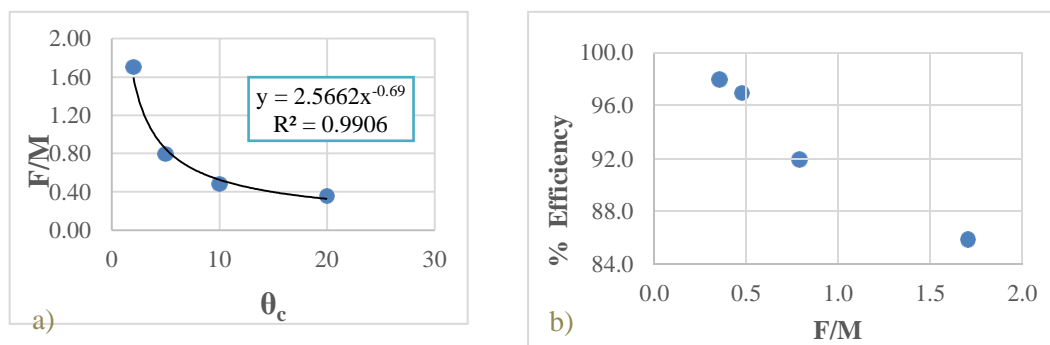 2.00
1.60
1.20
0.80
0.40
0.00
F/M
y = 2.5662x^-0.69
R² = 0.9906
0 10 20 30
θc
a)
100.0
96.0
92.0
88.0
84.0
% Efficiency
0.0 0.5 1.0 1.5 2.0
F/M
b)